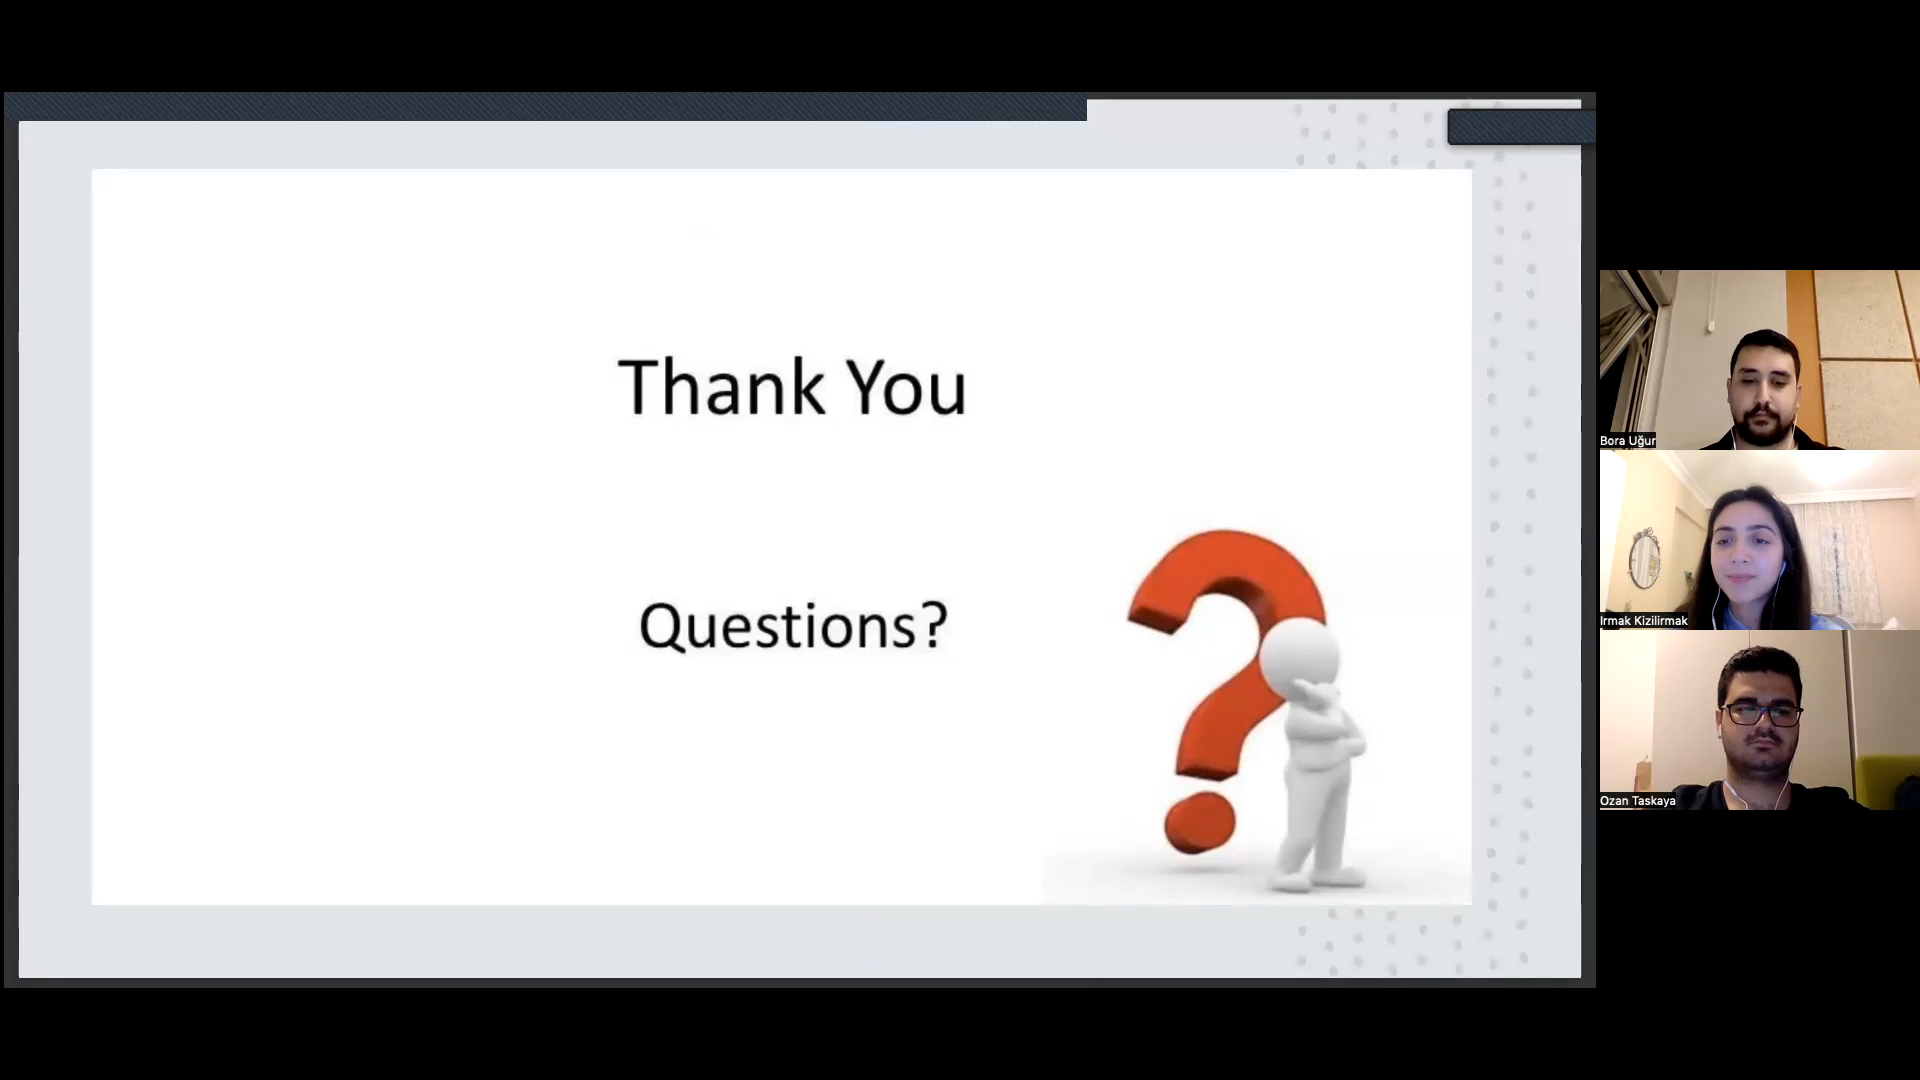 Thank You
Questions?
Bora Uğur
Irmak Kizilirmak
Ozan Taskaya